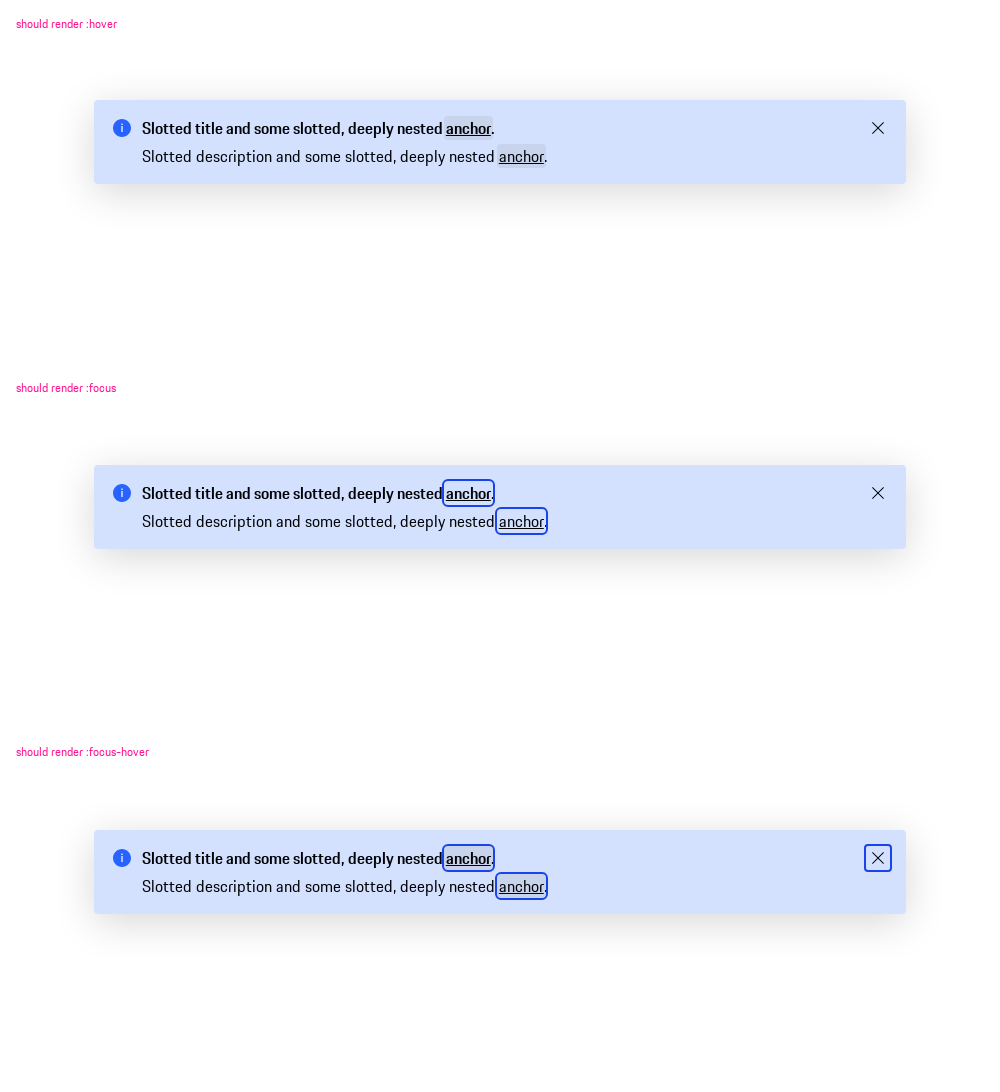 should render :hover
Slotted title and some slotted, deeply nested anchor.
Slotted description and some slotted, deeply nested anchor.
should render :focus
Slotted title and some slotted, deeply nested anchor.
Slotted description and some slotted, deeply nested anchor.
should render :focus-hover
Slotted title and some slotted, deeply nested anchor.
Slotted description and some slotted, deeply nested anchor.